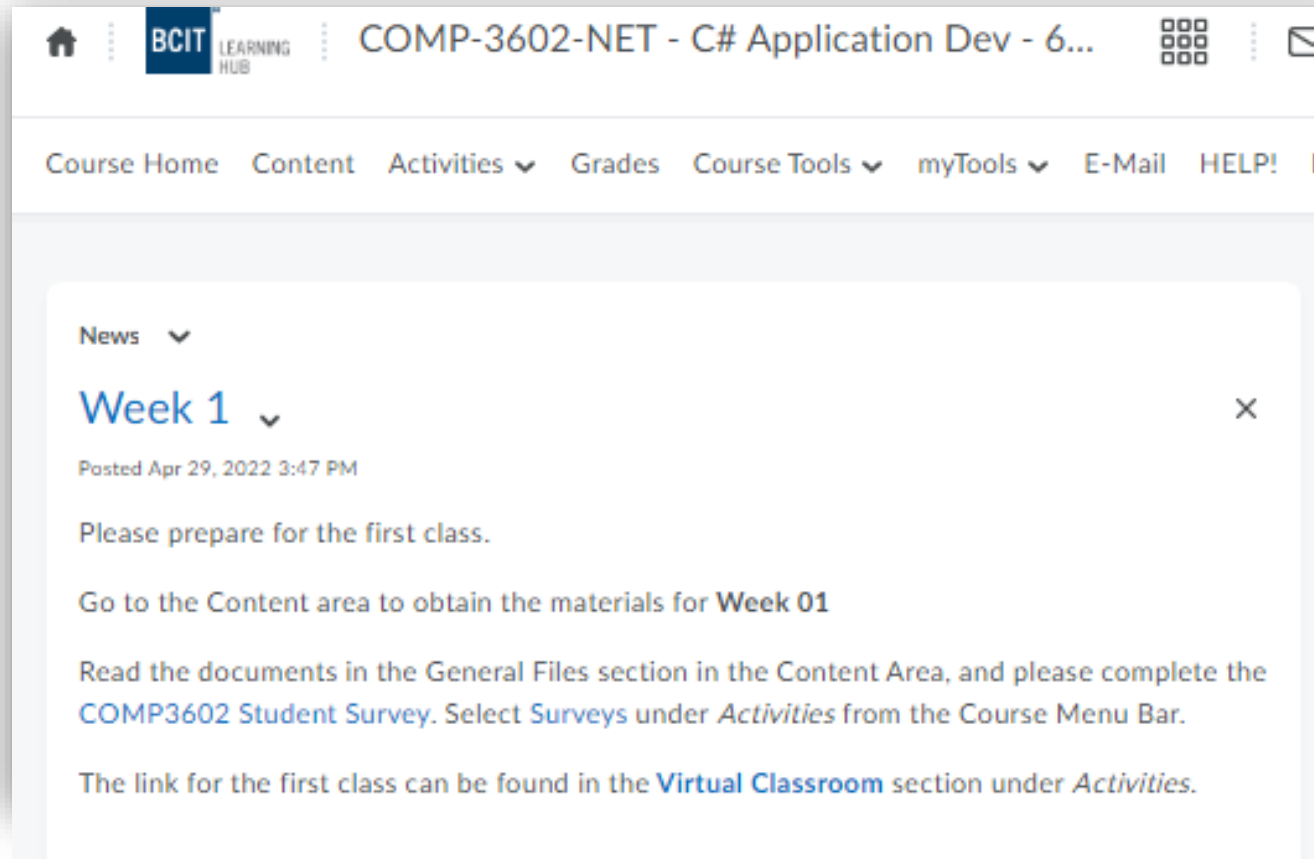 BCIT LEARNING HUB
COMP-3602-NET - C# Application Dev - 6...
Course Home Content Activities Grades Course Tools myTools E-Mail HELP!
News
Week 1
Posted Apr 29, 2022 3:47 PM
Please prepare for the first class.
Go to the Content area to obtain the materials for Week 01
Read the documents in the General Files section in the Content Area, and please complete the
COMP3602 Student Survey. Select Surveys under Activities from the Course Menu Bar.
The link for the first class can be found in the Virtual Classroom section under Activities.